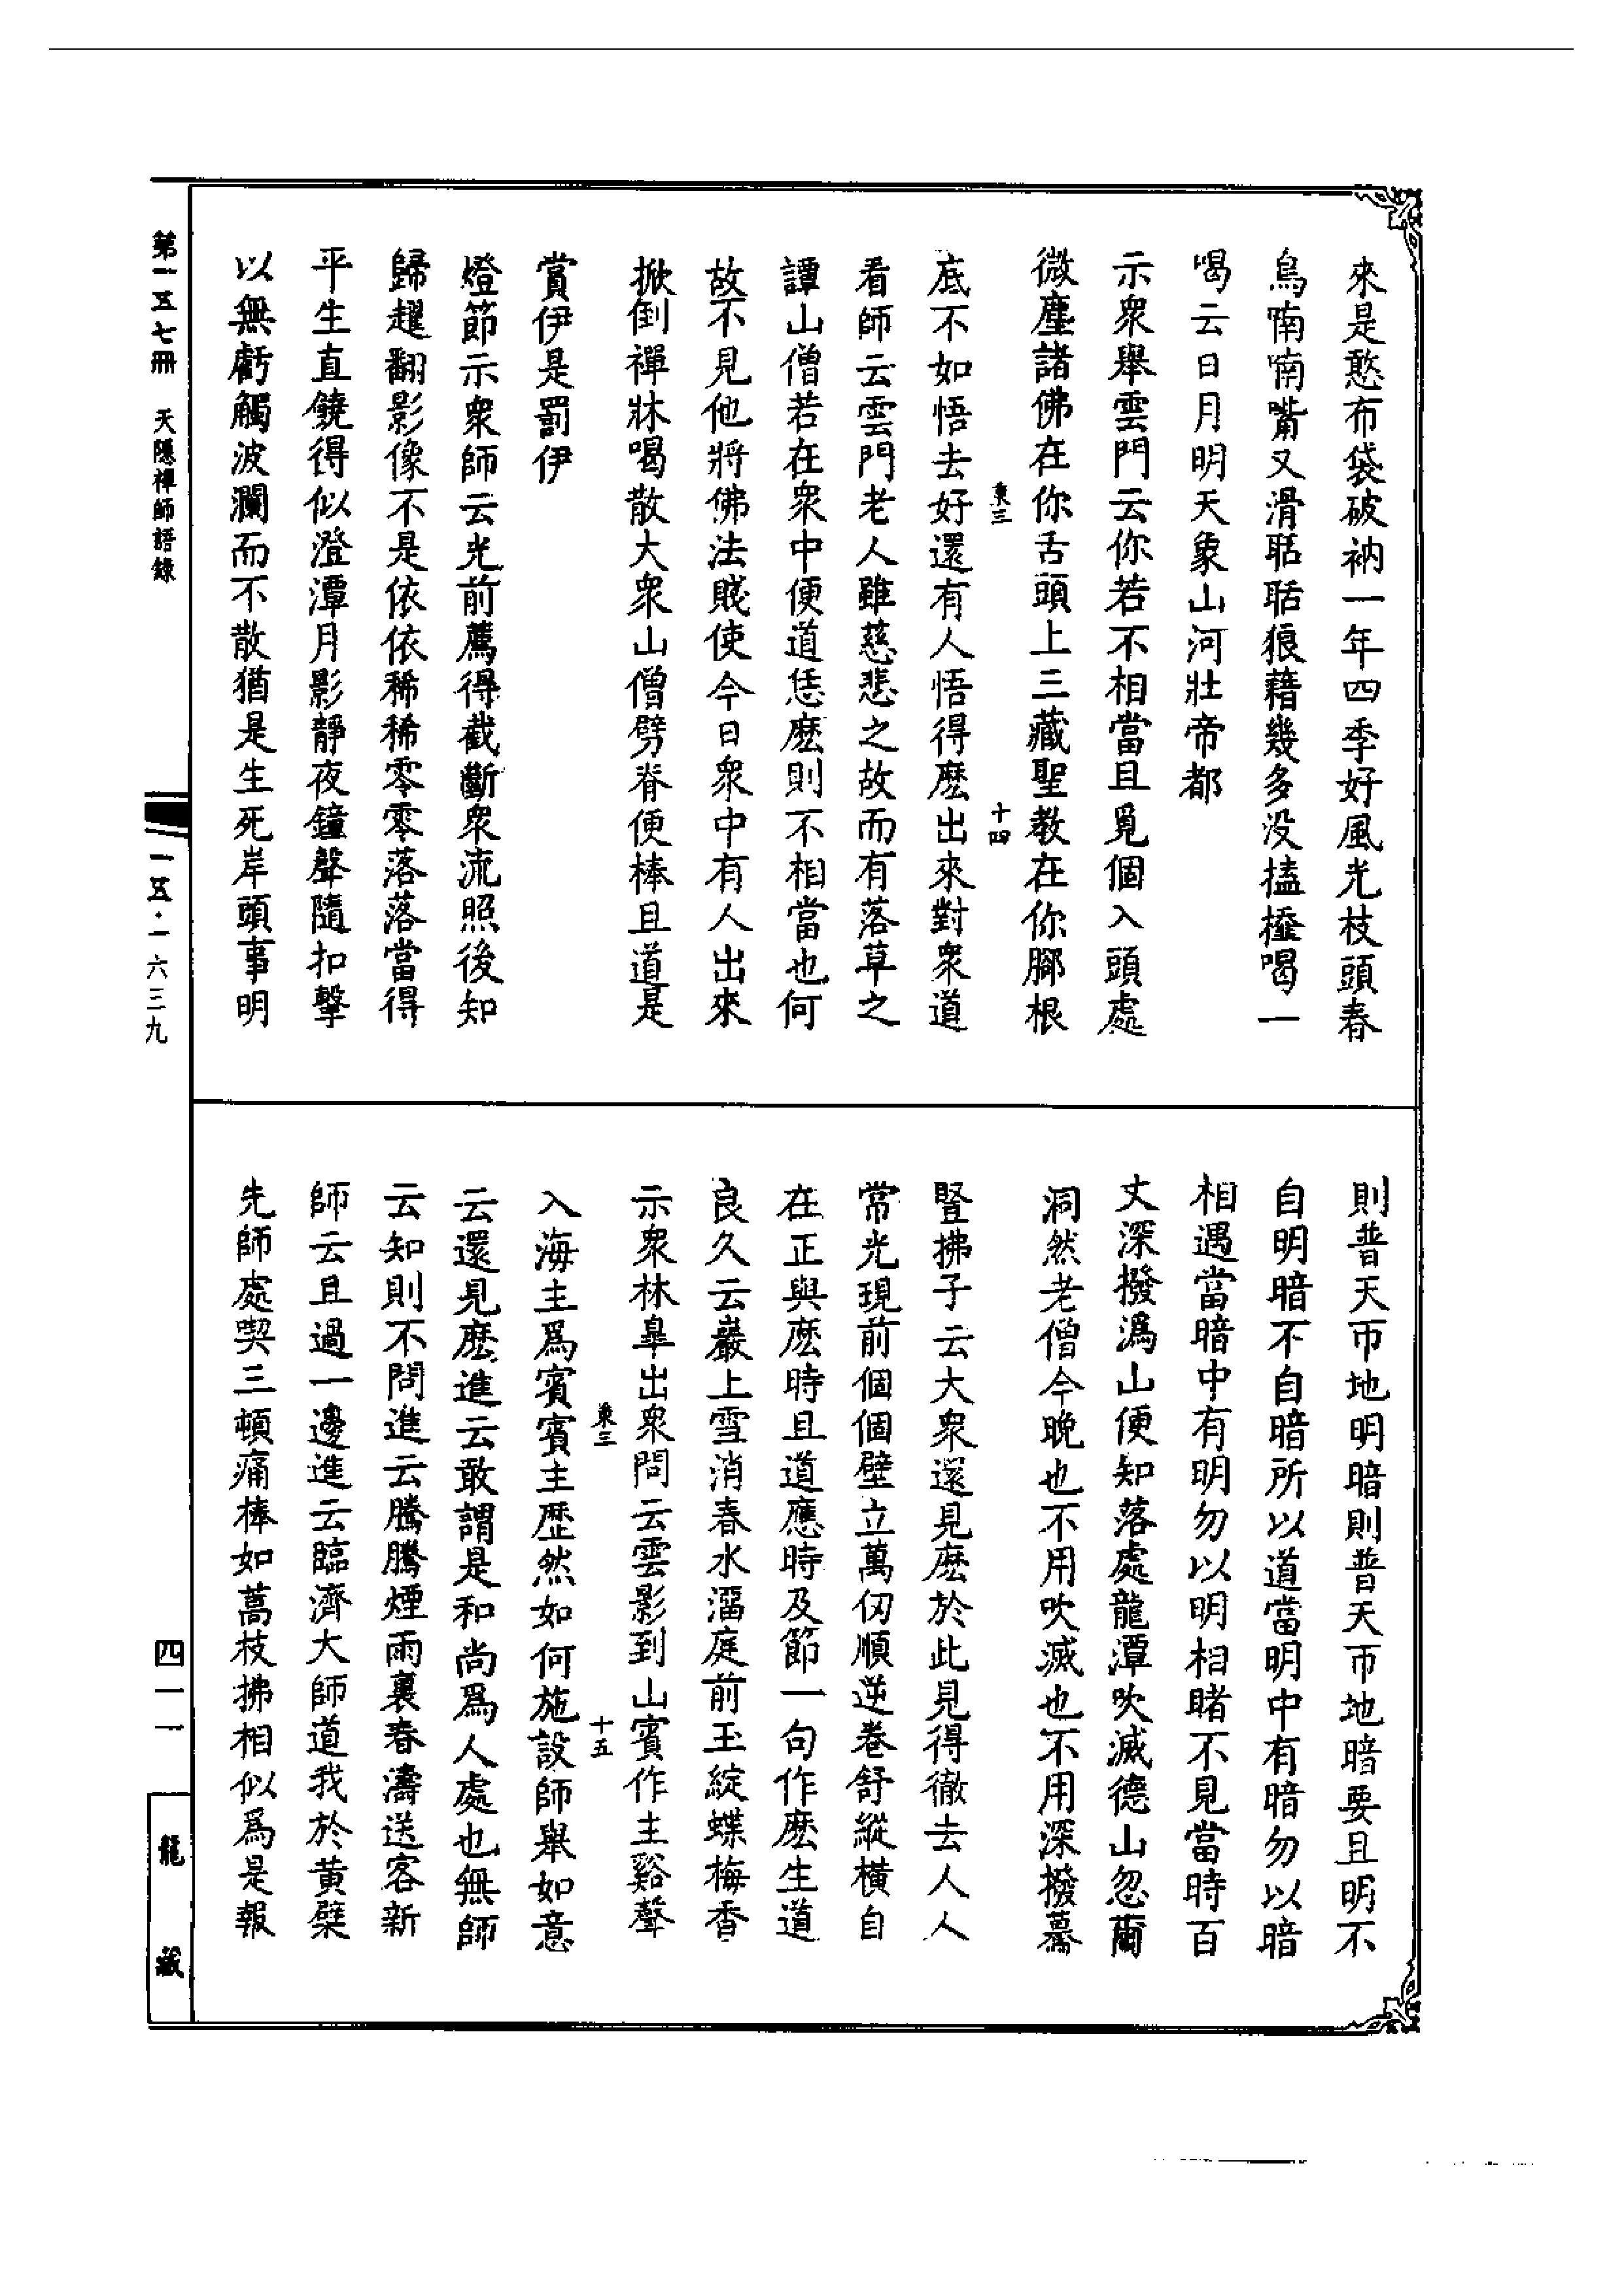 來是憨布袋破衲一年四季好風光枝頭春
鳥喃喃嘴又滑聒聒狼藉幾多没搕𢶍喝一
喝云日月明天象山河壯帝都
示衆舉雲門云你若不相當且覓個入頭處
微塵諸佛在你舌頭上三藏聖教在你腳根
秉三
十四
底不如悟去好還有人悟得麽出來對衆道
看師云雲門老人雖慈悲之故而有落草之
譚山僧若在衆中便道恁麽則不相當也何
故不見他將佛法賤使今日衆中有人出來
掀倒禪牀喝散大衆山僧劈脊便棒且道是
賞伊是罰伊
燈節示衆師云光前薦得截斷衆流照後知
歸趯翻影像不是依依稀稀零零落落當得
平生直饒得似澄潭月影靜夜鐘聲隨扣擊
以無虧觸波瀾而不散猶是生死岸頭事明
則普天帀地明暗則普天帀地暗要且明不
自明暗不自暗所以道當明中有暗勿以暗
相遇當暗中有明勿以明相睹不見當時百
丈深撥溈山便知落處龍潭吹滅德山忽爾
洞然老僧今晚也不用吹滅也不用深撥驀
豎拂子云大衆還見麽於此見得徹去人人
常光現前個個壁立萬仞順逆卷舒縱橫自
在正與麽時且道應時及節一句作麽生道
良久云巖上雪消春水溜庭前玉綻蝶梅香
示衆林臯出衆問云雲影到山賓作主谿聲
秉三
十五
入海主爲賓賓主歷然如何施設師舉如意
云還見麽進云敢謂是和尚爲人處也無師
云知則不問進云騰騰煙雨裏春濤送客新
師云且過一邊進云臨濟大師道我於黃檗
先師處喫三頓痛棒如蒿枝拂相似爲是報
第一五七冊　天隱禪師語錄
一五·一六三九
四一一
龍藏